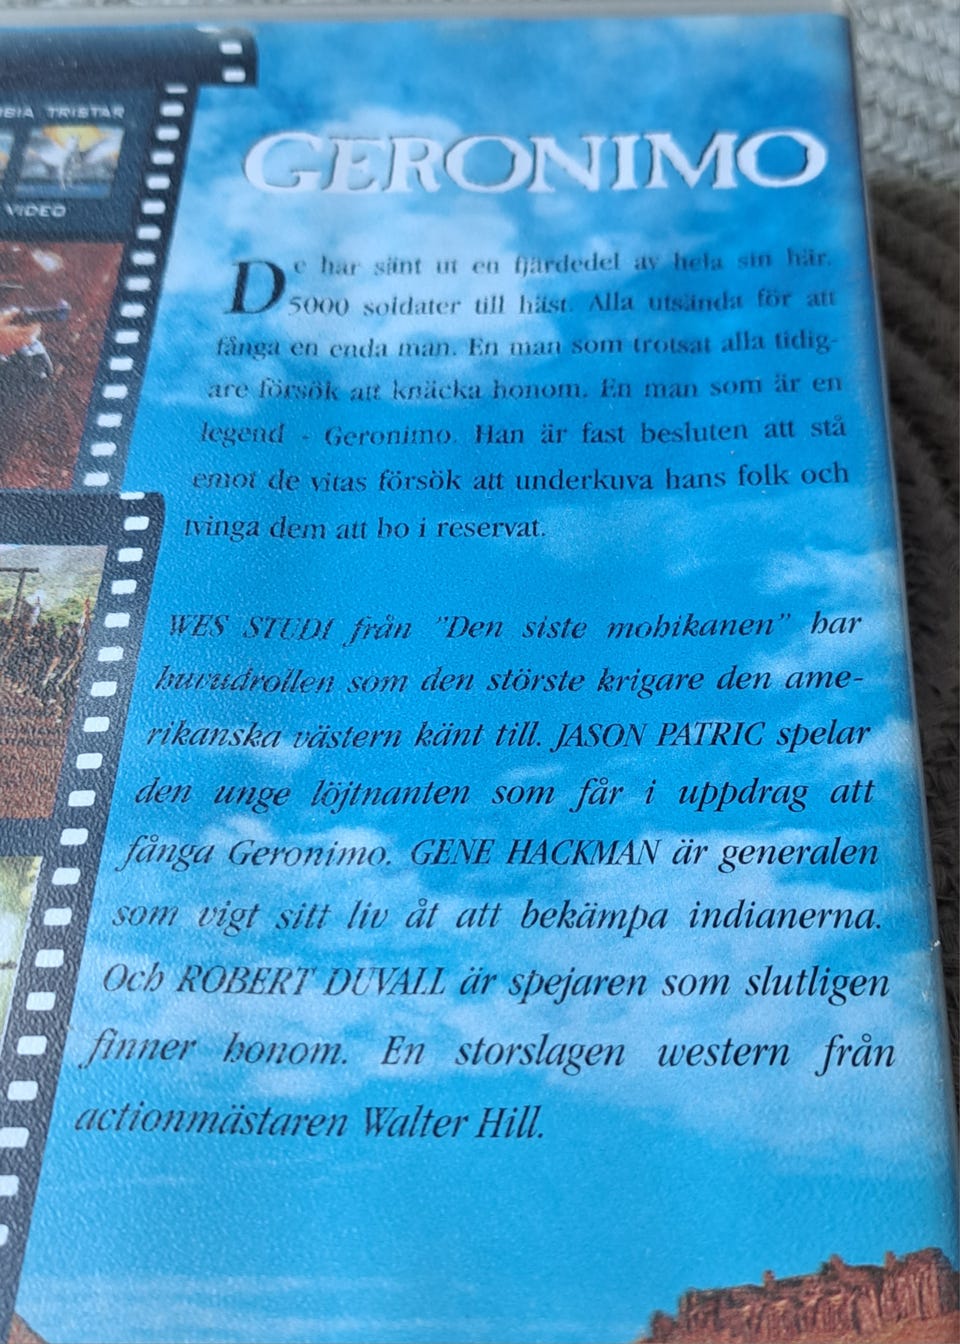 BIA TRISTAR
VIDEO
GERONIMO
De har sänt ut en fjärdedel av hela sin här.
5000 soldater till häst. Alla utsända för att
fånga en enda man. En man som trotsat alla tidig-
are försök att knäcka honom. En man som är en
legend - Geronimo. Han är fast besluten att stå
emot de vitas försök att underkuva hans folk och
tvinga dem att bo i reservat.
WES STUDI från "Den siste mohikanen" har
huvudrollen som den störste krigare den ame-
rikanska västern känt till. JASON PATRIC spelar
den unge löjtnanten som får i uppdrag att
fånga Geronimo. GENE HACKMAN är generalen
som vigt sitt liv åt att bekämpa indianerna.
Och ROBERT DUVALL är spejaren som slutligen
finner honom. En storslagen western från
actionmästaren Walter Hill.